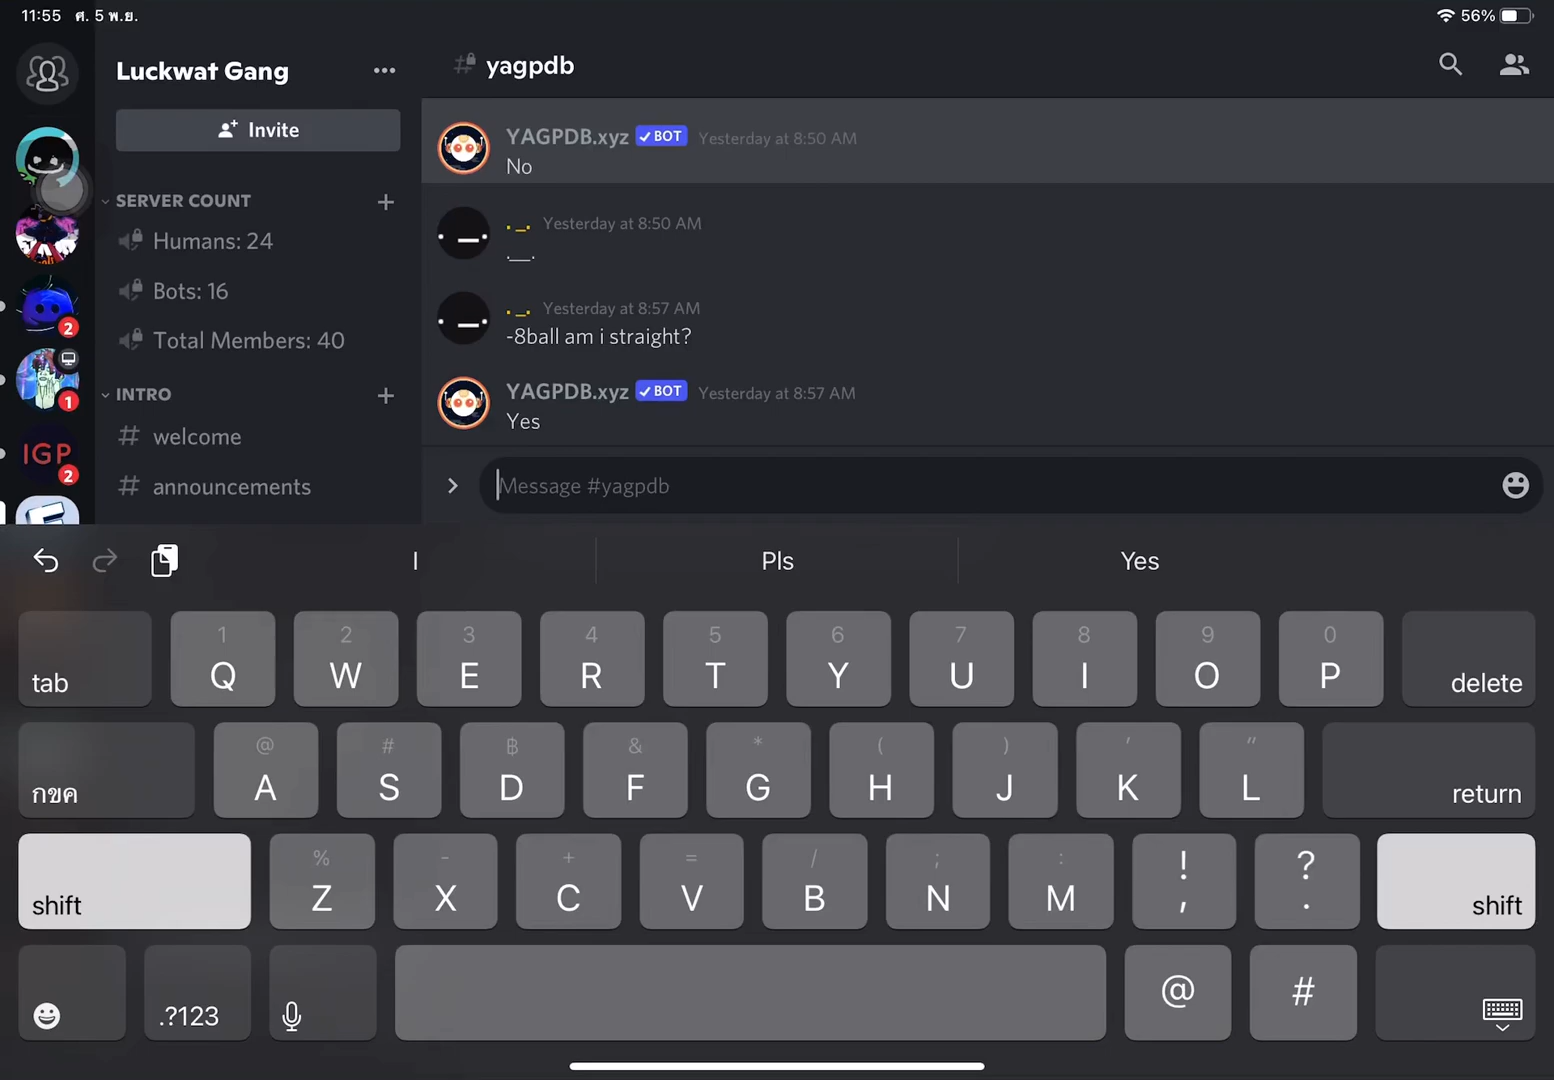 11:55 ศ. 5 พ.ย.
56%
Luckwat Gang
Invite
SERVER COUNT
Humans: 24
Bots: 16
Total Members: 40
INTRO
welcome
announcements
2
1
IGP
2
yagpdb
YAGPDB.xyz BOT Yesterday at 8:50 AM
No
. _. Yesterday at 8:50 AM
.__.
. _. Yesterday at 8:57 AM
-8ball am i straight?
YAGPDB.xyz BOT Yesterday at 8:57 AM
Yes
Message #yagpdb
I Pls Yes
1 2 3 4 5 6 7 8 9 0
tab Q W E R T Y U I O P delete
@ # ฿ & * ( ) ' "
กขค A S D F G H J K L return
% - + = / ; : ! ?
shift Z X C V B N M , . shift
.?123 @ #